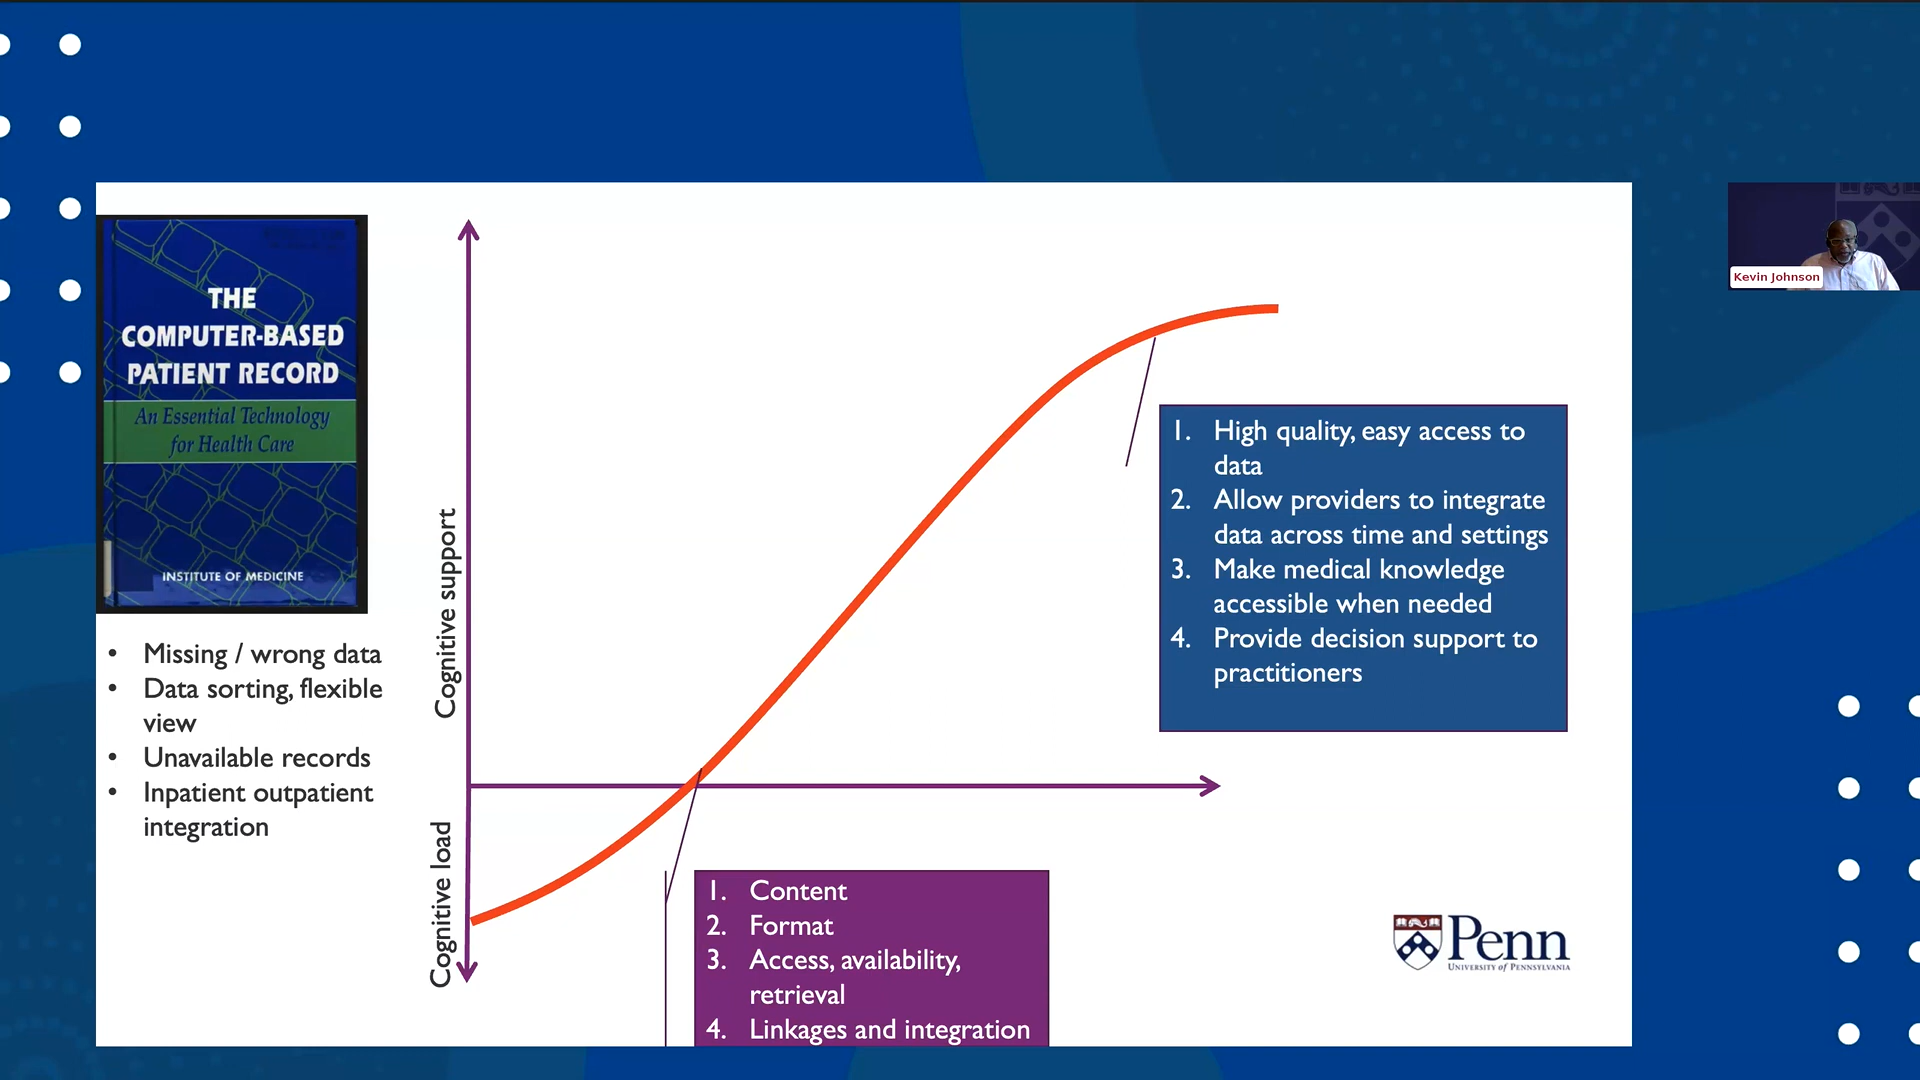 THE
COMPUTER-BASED
PATIENT RECORD
An Essential Technology
for Health Care
INSTITUTE OF MEDICINE
• Missing / wrong data
• Data sorting, flexible
view
• Unavailable records
• Inpatient outpatient
integration
Cognitive support
Cognitive load
1. High quality, easy access to
data
2. Allow providers to integrate
data across time and settings
3. Make medical knowledge
accessible when needed
4. Provide decision support to
practitioners
1. Content
2. Format
3. Access, availability,
retrieval
4. Linkages and integration
Penn
UNIVERSITY of PENNSYLVANIA
Kevin Johnson